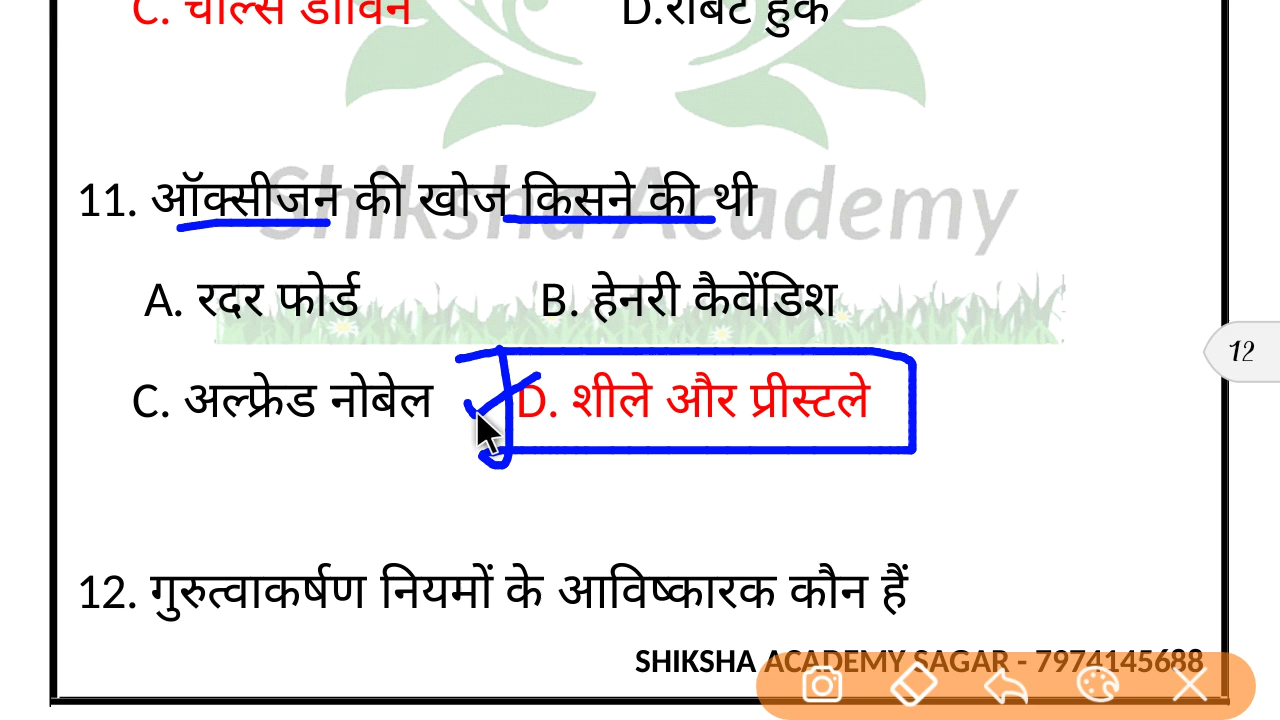 C. चार्ल्स डार्विन D.रॉबर्ट हुक
Shiksha Academy
11. ऑक्सीजन की खोज किसने की थी
A. रदर फोर्ड B. हेनरी कैवेंडिश
C. अल्फ्रेड नोबेल D. शीले और प्रीस्टले
12
12. गुरुत्वाकर्षण नियमों के आविष्कारक कौन हैं
SHIKSHA ACADEMY SAGAR - 7974145688